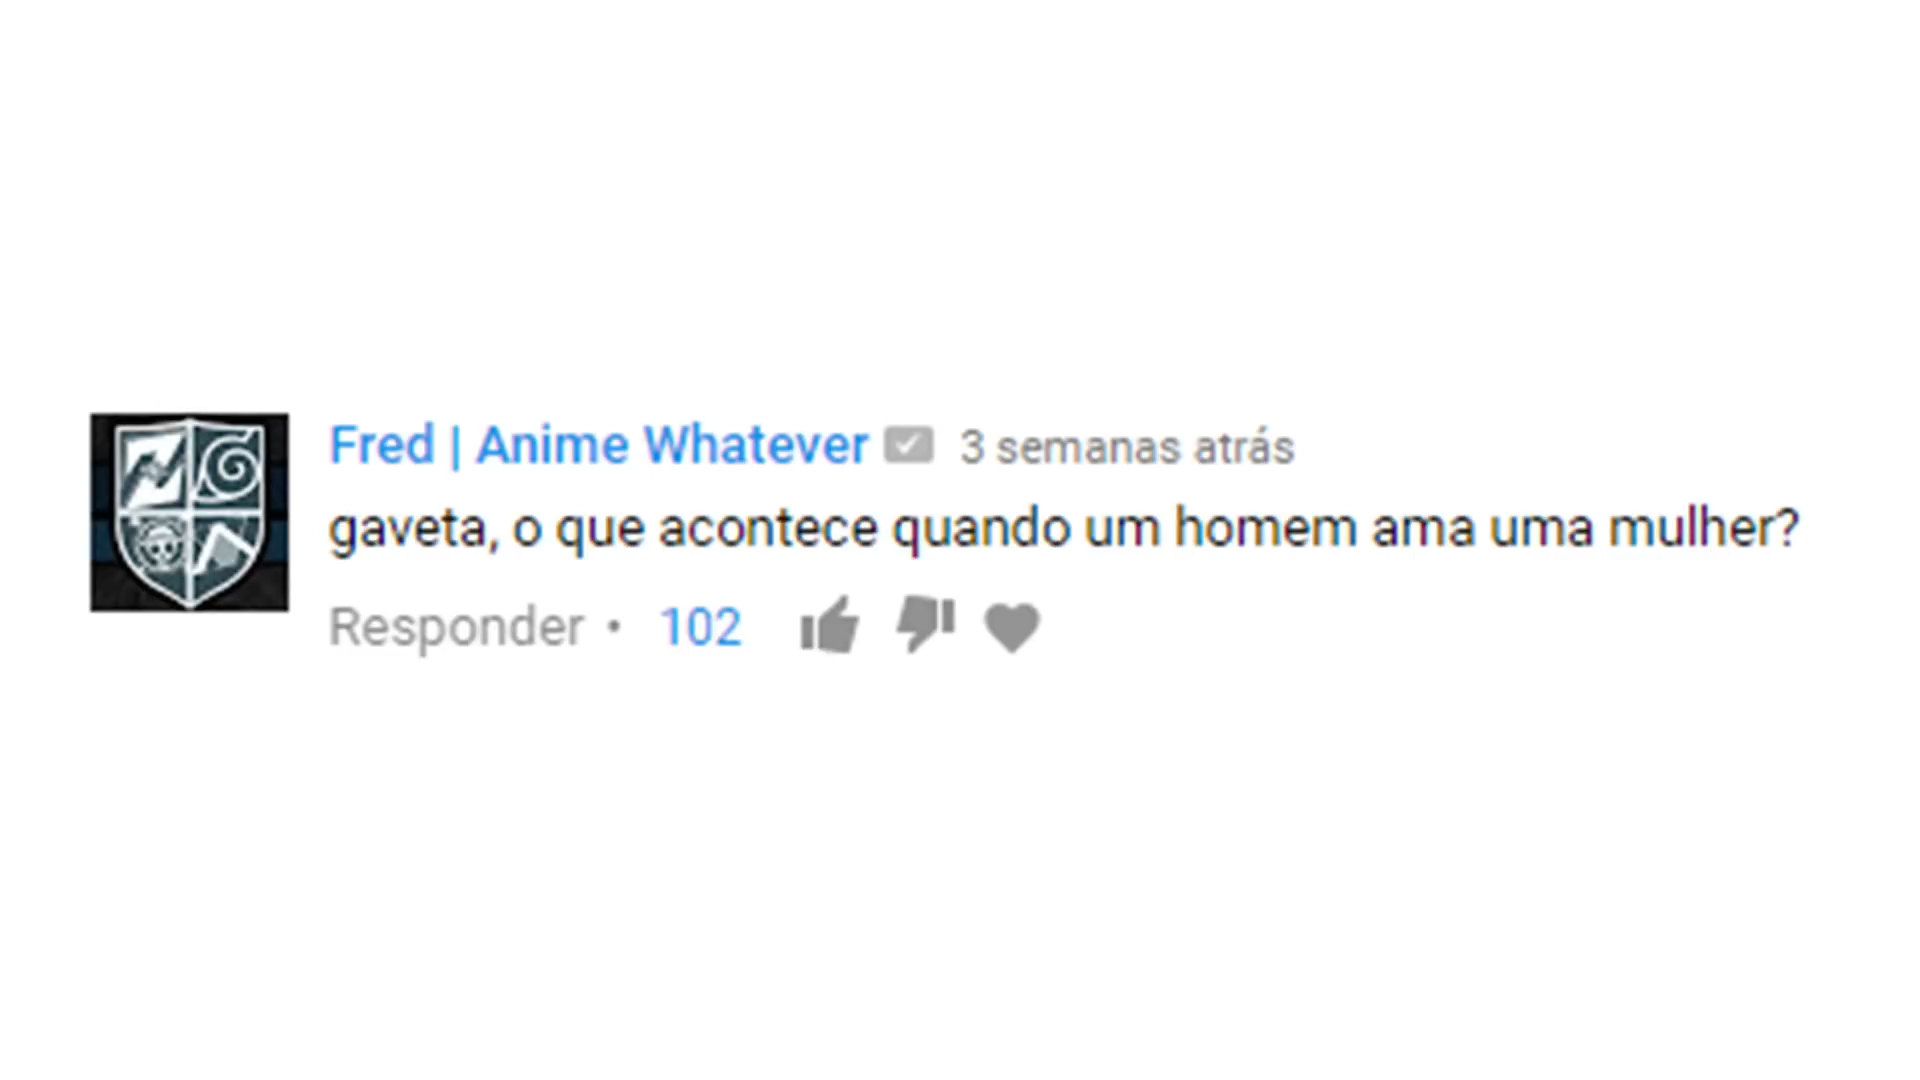 Fred | Anime Whatever 3 semanas atrás
gaveta, o que acontece quando um homem ama uma mulher?
Responder • 102